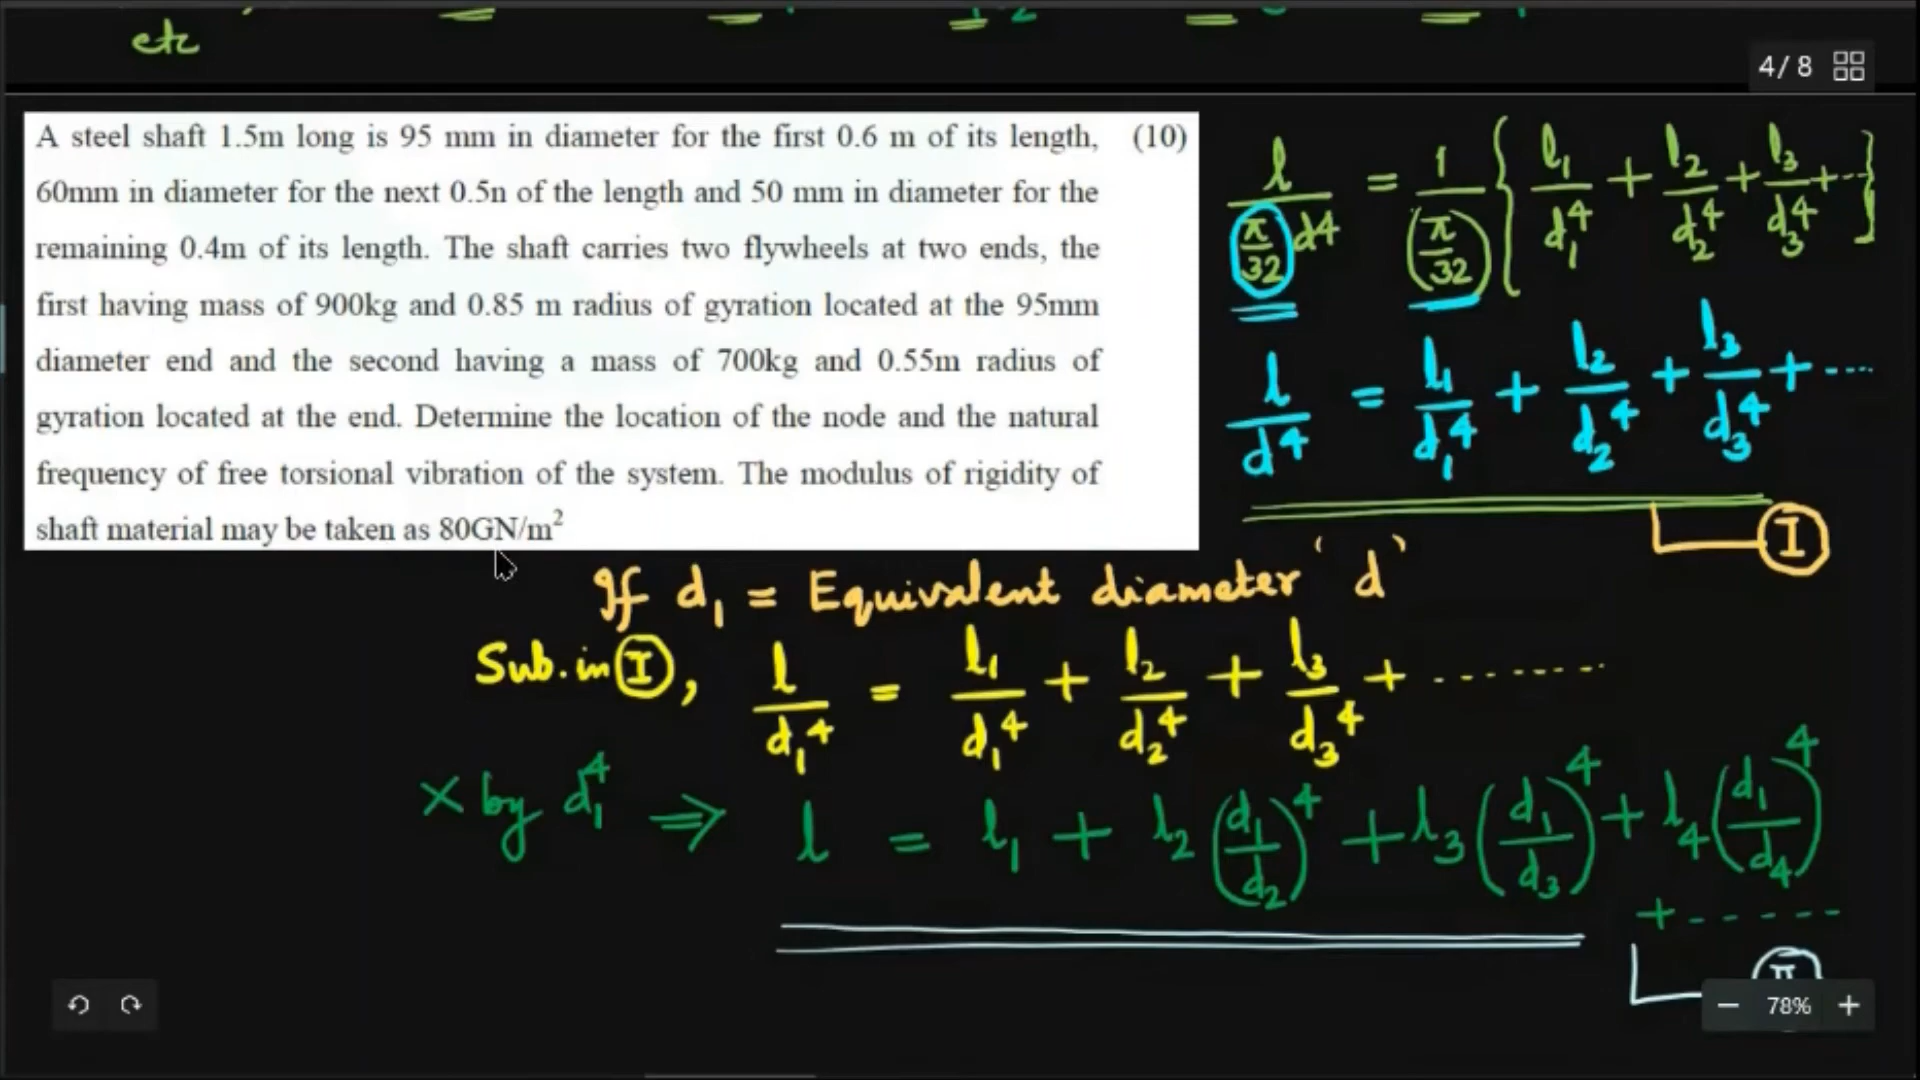 etc
4/ 8
A steel shaft 1.5m long is 95 mm in diameter for the first 0.6 m of its length, (10)
60mm in diameter for the next 0.5n of the length and 50 mm in diameter for the
remaining 0.4m of its length. The shaft carries two flywheels at two ends, the
first having mass of 900kg and 0.85 m radius of gyration located at the 95mm
diameter end and the second having a mass of 700kg and 0.55m radius of
gyration located at the end. Determine the location of the node and the natural
frequency of free torsional vibration of the system. The modulus of rigidity of
shaft material may be taken as 80GN/m²
l/((π/32)d⁴) = 1/(π/32) { l₁/d₁⁴ + l₂/d₂⁴ + l₃/d₃⁴ + ... }
l/d⁴ = l₁/d₁⁴ + l₂/d₂⁴ + l₃/d₃⁴ + ....
I
If d₁ = Equivalent diameter 'd'
Sub. in I, l/d₁⁴ = l₁/d₁⁴ + l₂/d₂⁴ + l₃/d₃⁴ + .......
× by d₁⁴ ⇒ l = l₁ + l₂(d₁/d₂)⁴ + l₃(d₁/d₃)⁴ + l₄(d₁/d₄)⁴
+ -----
II
78%